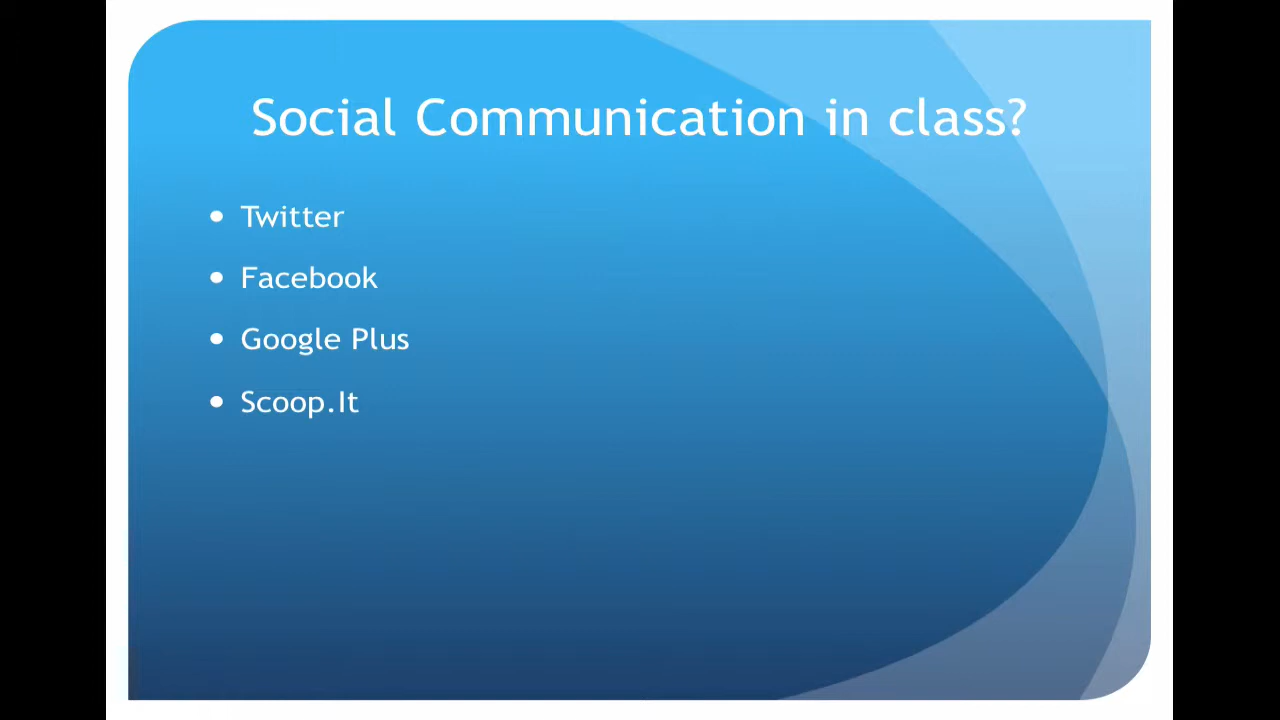 Social Communication in class?
• Twitter
• Facebook
• Google Plus
• Scoop.It